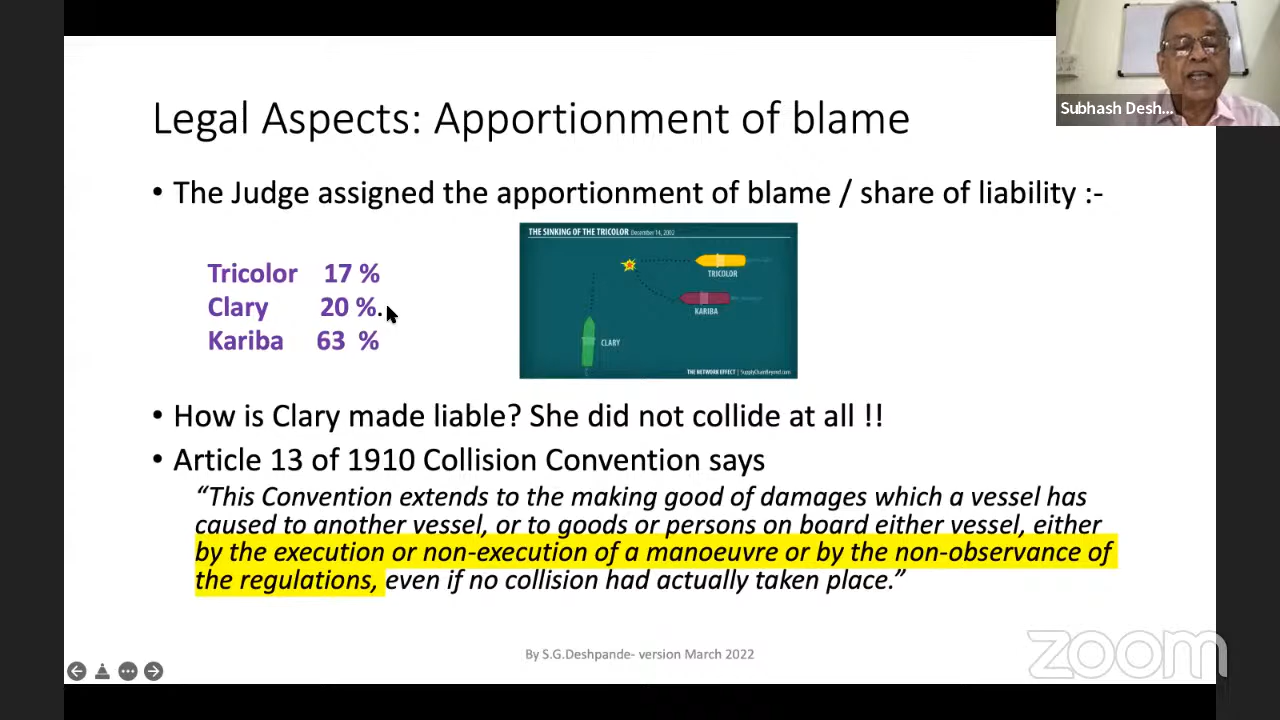 Subhash Desh...
Legal Aspects: Apportionment of blame
• The Judge assigned the apportionment of blame / share of liability :-
THE SINKING OF THE TRICOLOR December 14, 2002
TRICOLOR
KARIBA
CLARY
THE NETWORK EFFECT | SupplyChainBeyond.com
Tricolor 17 %
Clary 20 %.
Kariba 63 %
• How is Clary made liable? She did not collide at all !!
• Article 13 of 1910 Collision Convention says
“This Convention extends to the making good of damages which a vessel has
caused to another vessel, or to goods or persons on board either vessel, either
by the execution or non-execution of a manoeuvre or by the non-observance of
the regulations, even if no collision had actually taken place.”
By S.G.Deshpande- version March 2022
zoom